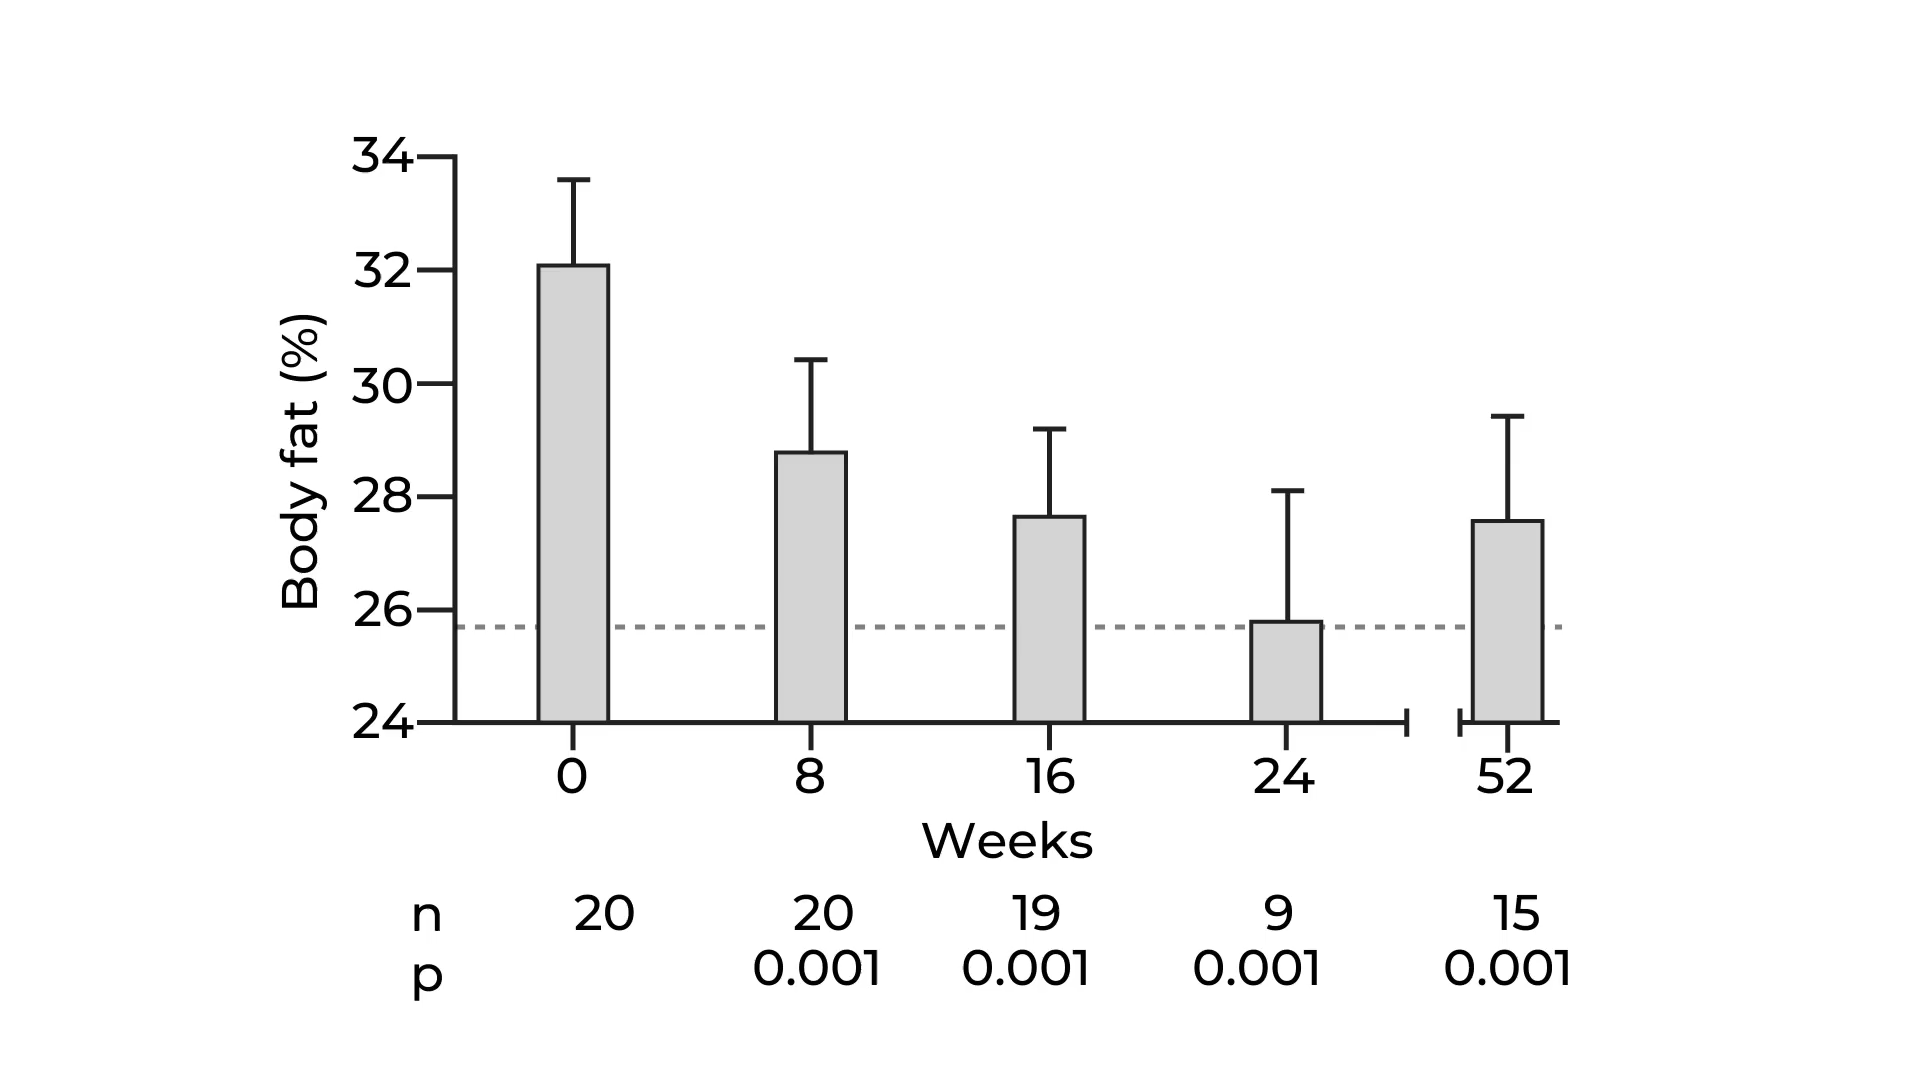 34
32
30
28
26
24
Body fat (%)
0 8 16 24 52
Weeks
n 20 20 19 9 15
p 0.001 0.001 0.001 0.001